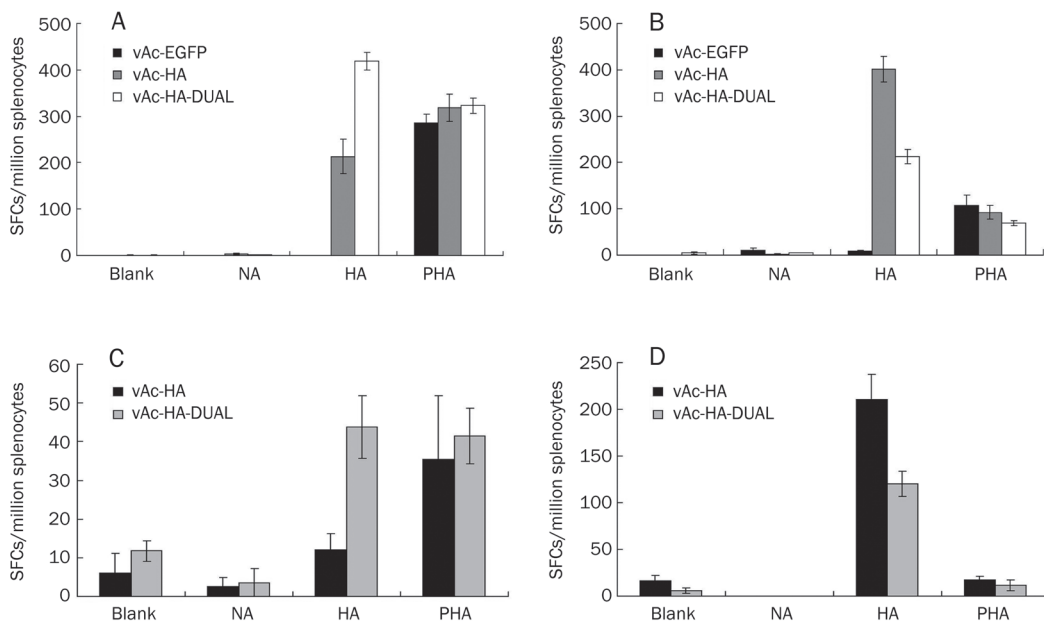 A
SFCs/million splenocytes
500
400
300
200
100
0
vAc-EGFP
vAc-HA
vAc-HA-DUAL
Blank NA HA PHA
B
SFCs/million splenocytes
500
400
300
200
100
0
vAc-EGFP
vAc-HA
vAc-HA-DUAL
Blank NA HA PHA
C
SFCs/million splenocytes
60
50
40
30
20
10
0
vAc-HA
vAc-HA-DUAL
Blank NA HA PHA
D
SFCs/million splenocytes
250
200
150
100
50
0
vAc-HA
vAc-HA-DUAL
Blank NA HA PHA